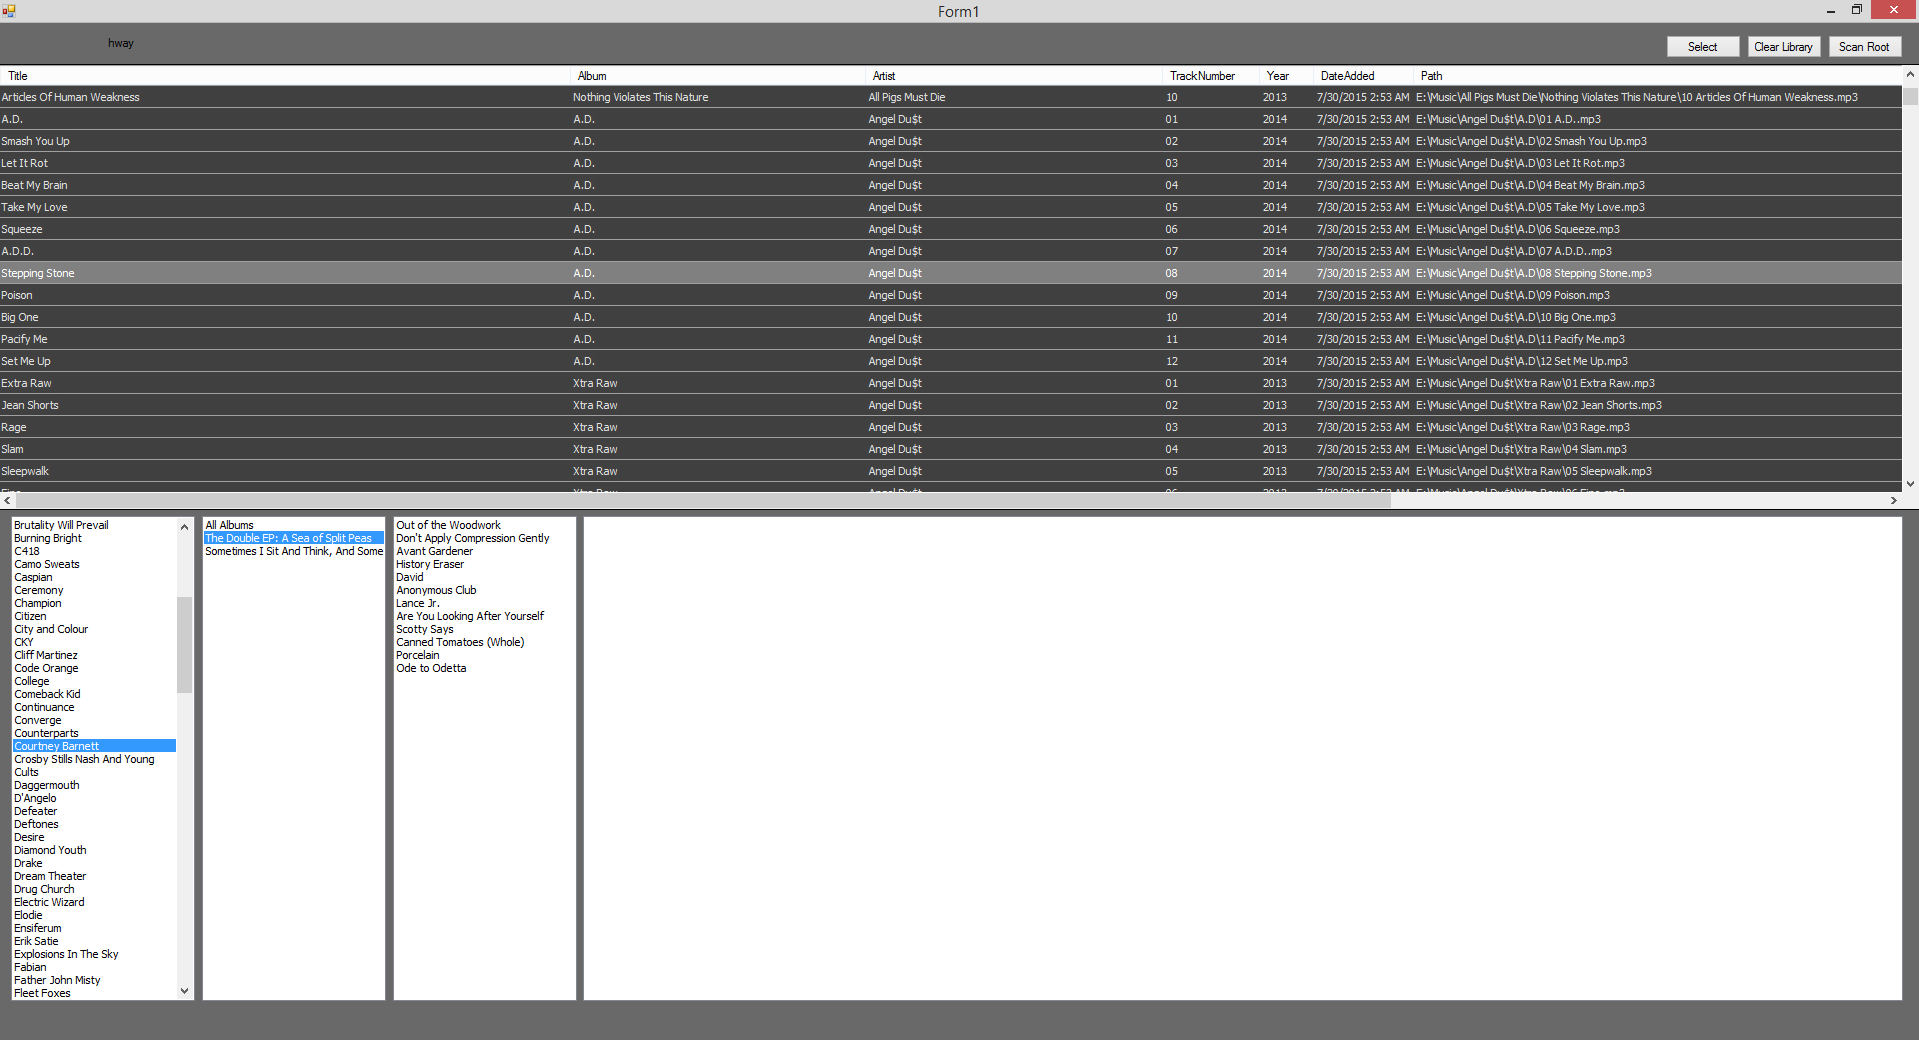 Form1
hway
Select Clear Library Scan Root
Title Album Artist TrackNumber Year DateAdded Path
Articles Of Human Weakness Nothing Violates This Nature All Pigs Must Die 10 2013 7/30/2015 2:53 AM E:\Music\All Pigs Must Die\Nothing Violates This Nature\10 Articles Of Human Weakness.mp3
A.D. A.D. Angel Du$t 01 2014 7/30/2015 2:53 AM E:\Music\Angel Du$t\A.D\01 A.D..mp3
Smash You Up A.D. Angel Du$t 02 2014 7/30/2015 2:53 AM E:\Music\Angel Du$t\A.D\02 Smash You Up.mp3
Let It Rot A.D. Angel Du$t 03 2014 7/30/2015 2:53 AM E:\Music\Angel Du$t\A.D\03 Let It Rot.mp3
Beat My Brain A.D. Angel Du$t 04 2014 7/30/2015 2:53 AM E:\Music\Angel Du$t\A.D\04 Beat My Brain.mp3
Take My Love A.D. Angel Du$t 05 2014 7/30/2015 2:53 AM E:\Music\Angel Du$t\A.D\05 Take My Love.mp3
Squeeze A.D. Angel Du$t 06 2014 7/30/2015 2:53 AM E:\Music\Angel Du$t\A.D\06 Squeeze.mp3
A.D.D. A.D. Angel Du$t 07 2014 7/30/2015 2:53 AM E:\Music\Angel Du$t\A.D\07 A.D.D..mp3
Stepping Stone A.D. Angel Du$t 08 2014 7/30/2015 2:53 AM E:\Music\Angel Du$t\A.D\08 Stepping Stone.mp3
Poison A.D. Angel Du$t 09 2014 7/30/2015 2:53 AM E:\Music\Angel Du$t\A.D\09 Poison.mp3
Big One A.D. Angel Du$t 10 2014 7/30/2015 2:53 AM E:\Music\Angel Du$t\A.D\10 Big One.mp3
Pacify Me A.D. Angel Du$t 11 2014 7/30/2015 2:53 AM E:\Music\Angel Du$t\A.D\11 Pacify Me.mp3
Set Me Up A.D. Angel Du$t 12 2014 7/30/2015 2:53 AM E:\Music\Angel Du$t\A.D\12 Set Me Up.mp3
Extra Raw Xtra Raw Angel Du$t 01 2013 7/30/2015 2:53 AM E:\Music\Angel Du$t\Xtra Raw\01 Extra Raw.mp3
Jean Shorts Xtra Raw Angel Du$t 02 2013 7/30/2015 2:53 AM E:\Music\Angel Du$t\Xtra Raw\02 Jean Shorts.mp3
Rage Xtra Raw Angel Du$t 03 2013 7/30/2015 2:53 AM E:\Music\Angel Du$t\Xtra Raw\03 Rage.mp3
Slam Xtra Raw Angel Du$t 04 2013 7/30/2015 2:53 AM E:\Music\Angel Du$t\Xtra Raw\04 Slam.mp3
Sleepwalk Xtra Raw Angel Du$t 05 2013 7/30/2015 2:53 AM E:\Music\Angel Du$t\Xtra Raw\05 Sleepwalk.mp3
Brutality Will Prevail
Burning Bright
C418
Camo Sweats
Caspian
Ceremony
Champion
Citizen
City and Colour
CKY
Cliff Martinez
Code Orange
College
Comeback Kid
Continuance
Converge
Counterparts
Courtney Barnett
Crosby Stills Nash And Young
Cults
Daggermouth
D'Angelo
Defeater
Deftones
Desire
Diamond Youth
Drake
Dream Theater
Drug Church
Electric Wizard
Elodie
Ensiferum
Erik Satie
Explosions In The Sky
Fabian
Father John Misty
Fleet Foxes
All Albums
The Double EP: A Sea of Split Peas
Sometimes I Sit And Think, And Some
Out of the Woodwork
Don't Apply Compression Gently
Avant Gardener
History Eraser
David
Anonymous Club
Lance Jr.
Are You Looking After Yourself
Scotty Says
Canned Tomatoes (Whole)
Porcelain
Ode to Odetta